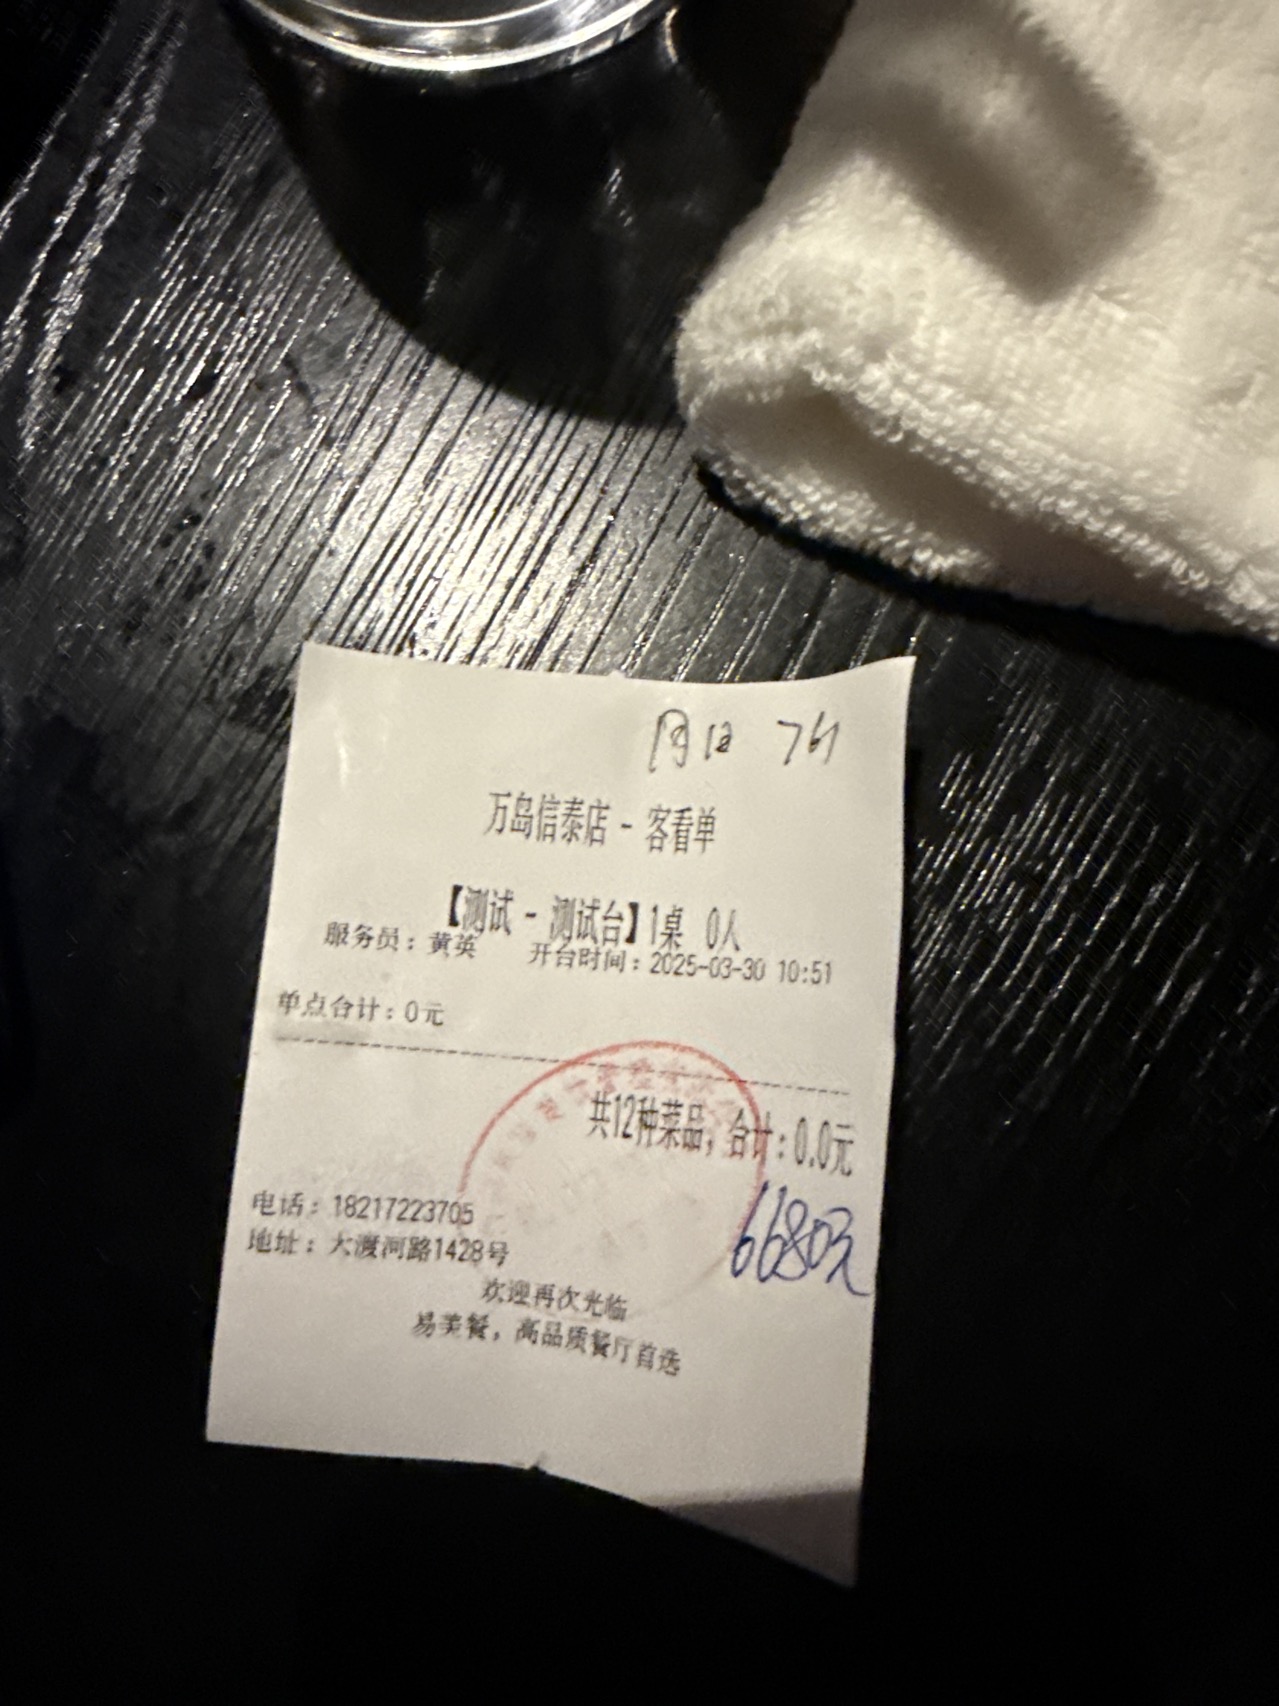 万岛信泰店 - 客看单
【测试 - 测试台】1桌 0人
服务员：黄英 开台时间：2025-03-30 10:51
单点合计：0元
共12种菜品，合计：0.0元
6680元
电话：18217223705
地址：大渡河路1428号
欢迎再次光临
易美餐，高品质餐厅首选